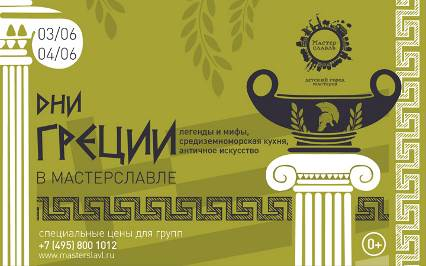 03/06
04/06
Мастер
славль
детский город
мастеров
ДНИ
ГРЕЦИИ
легенды и мифы,
средиземноморская кухня,
античное искусство
В МАСТЕРСЛАВЛЕ
специальные цены для групп
+7 (495) 800 1012
www.masterslavl.ru
0+